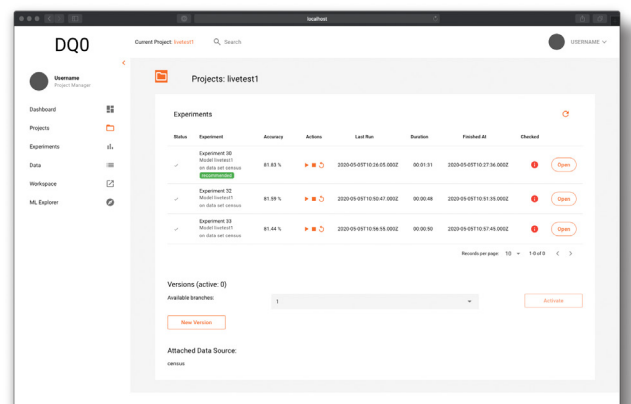 localhost
DQ0
Current Project: livetest1
Search
USERNAME
Username
Project Manager
Dashboard
Projects
Experiments
Data
Workspace
ML Explorer
Projects: livetest1
Experiments
Status Experiment Accuracy Actions Last Run Duration Finished At Checked
Experiment 30
Model livetest1
on data set census
recommended
81.83 % 2020-05-05T10:26:05.000Z 00:01:31 2020-05-05T10:27:36.000Z Open
Experiment 32
Model livetest1
on data set census
81.59 % 2020-05-05T10:50:47.000Z 00:00:48 2020-05-05T10:51:35.000Z Open
Experiment 33
Model livetest1
on data set census
81.44 % 2020-05-05T10:56:55.000Z 00:00:50 2020-05-05T10:57:45.000Z Open
Records per page: 10 1-0 of 0
Versions (active: 0)
Available branches:
1
Activate
New Version
Attached Data Source:
census